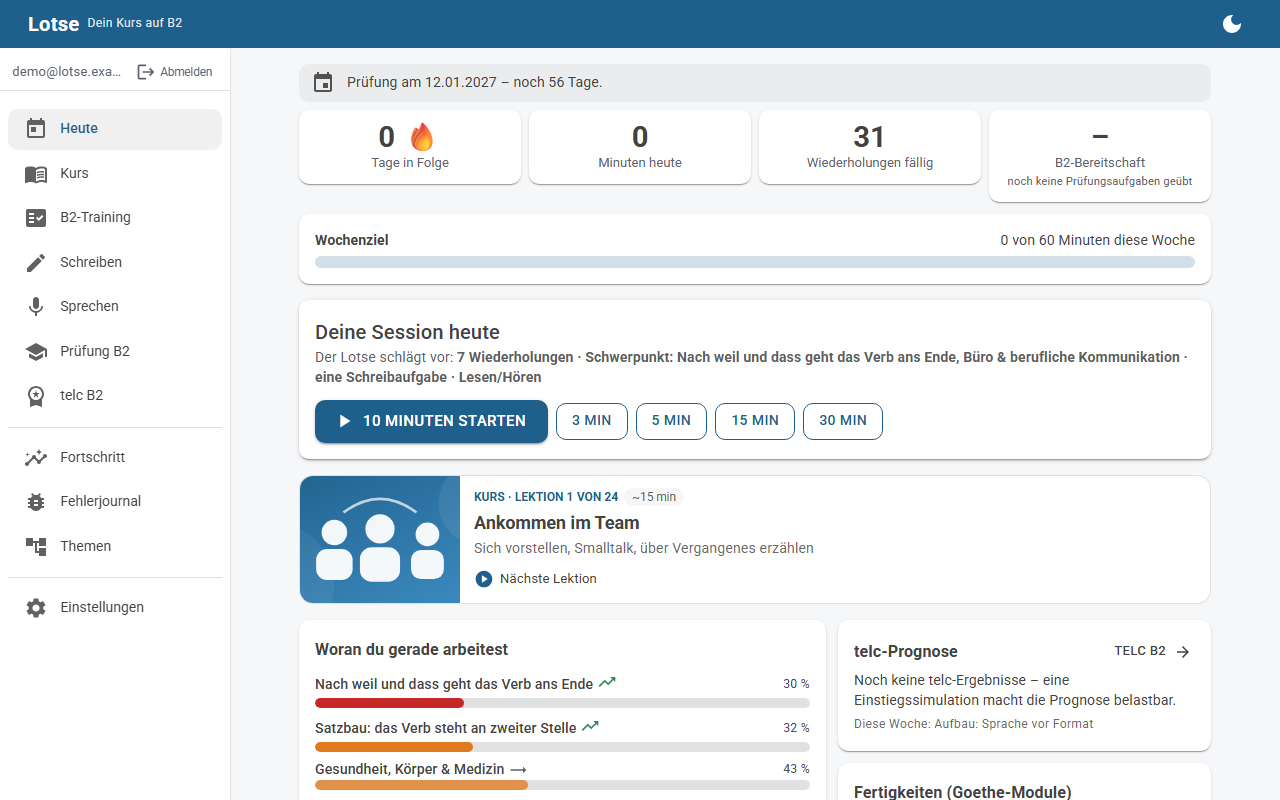 Lotse Dein Kurs auf B2
demo@lotse.exa… Abmelden
Heute
Kurs
B2-Training
Schreiben
Sprechen
Prüfung B2
telc B2
Fortschritt
Fehlerjournal
Themen
Einstellungen
Prüfung am 12.01.2027 – noch 56 Tage.
0
Tage in Folge
0
Minuten heute
31
Wiederholungen fällig
–
B2-Bereitschaft
noch keine Prüfungsaufgaben geübt
Wochenziel 0 von 60 Minuten diese Woche
Deine Session heute
Der Lotse schlägt vor: 7 Wiederholungen · Schwerpunkt: Nach weil und dass geht das Verb ans Ende, Büro & berufliche Kommunikation ·
eine Schreibaufgabe · Lesen/Hören
10 MINUTEN STARTEN 3 MIN 5 MIN 15 MIN 30 MIN
KURS · LEKTION 1 VON 24 ~15 min
Ankommen im Team
Sich vorstellen, Smalltalk, über Vergangenes erzählen
Nächste Lektion
Woran du gerade arbeitest
Nach weil und dass geht das Verb ans Ende 30 %
Satzbau: das Verb steht an zweiter Stelle 32 %
Gesundheit, Körper & Medizin 43 %
telc-Prognose TELC B2
Noch keine telc-Ergebnisse – eine
Einstiegssimulation macht die Prognose belastbar.
Diese Woche: Aufbau: Sprache vor Format
Fertigkeiten (Goethe-Module)